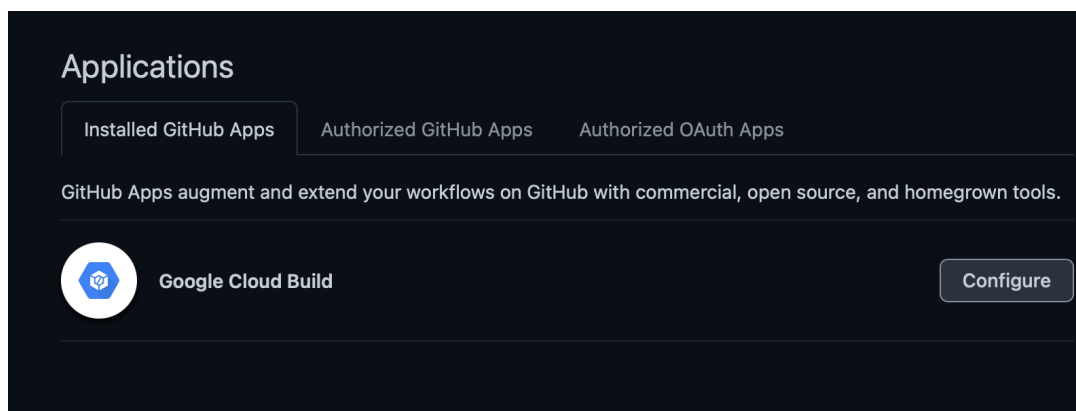 Applications
Installed GitHub Apps
Authorized GitHub Apps
Authorized OAuth Apps
GitHub Apps augment and extend your workflows on GitHub with commercial, open source, and homegrown tools.
Google Cloud Build
Configure